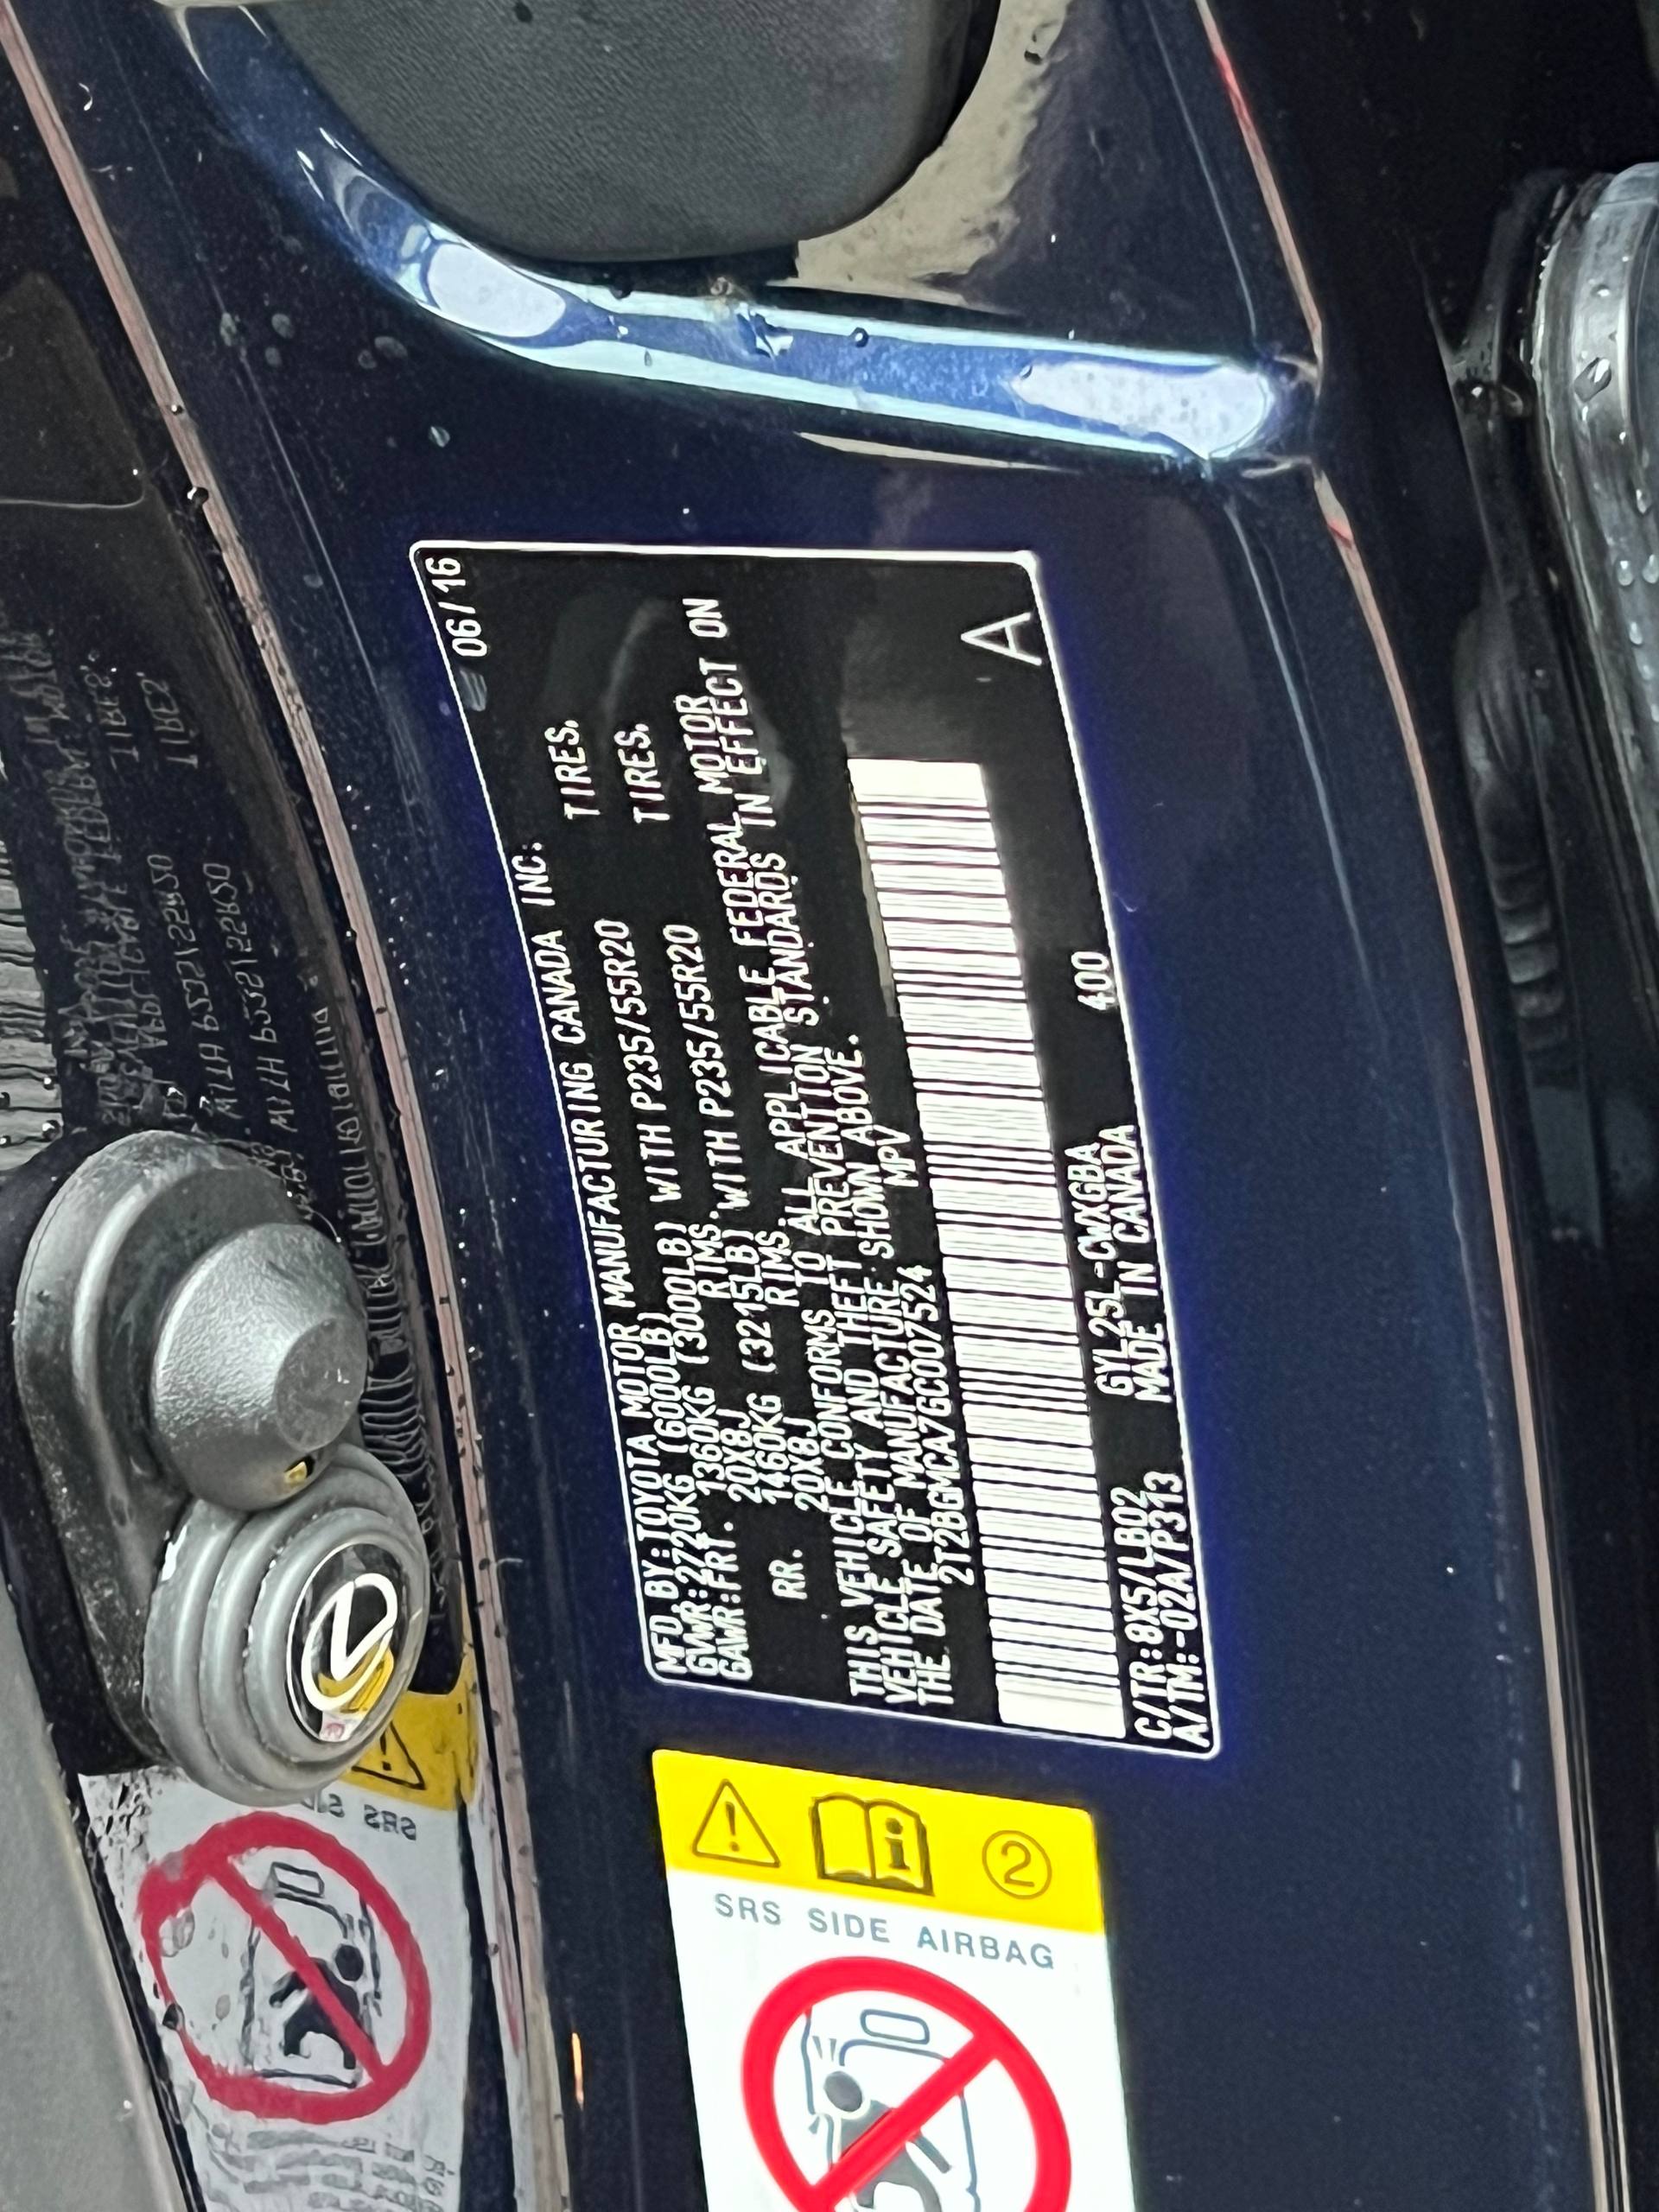 06/16
MFD. BY:TOYOTA MOTOR MANUFACTURING CANADA INC.
GVWR:2720KG (6000LB)
GAWR:FRT. 1360KG (3000LB) WITH P235/55R20 TIRES.
20X8J RIMS.
RR. 1460KG (3215LB) WITH P235/55R20 TIRES.
20X8J RIMS.
THIS VEHICLE CONFORMS TO ALL APPLICABLE FEDERAL MOTOR
VEHICLE SAFETY AND THEFT PREVENTION STANDARDS IN EFFECT ON
THE DATE OF MANUFACTURE SHOWN ABOVE.
2T2BGMCA7GC007524 MPV
A
C/TR:8X5/LB02 GYL25L-CWXGBA 400
A/TM:-02A/P313 MADE IN CANADA
2
SRS SIDE AIRBAG